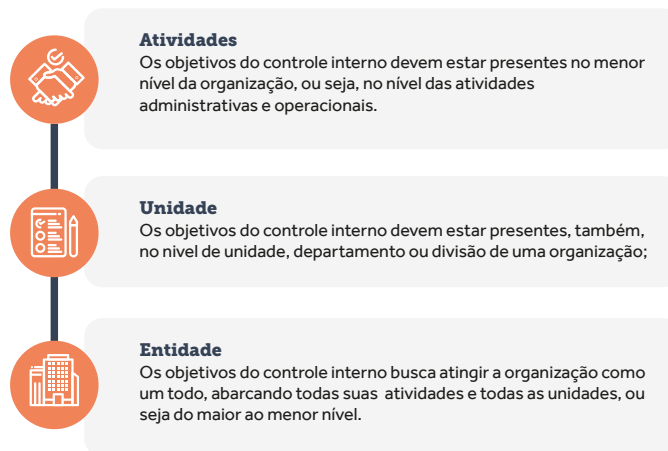 Atividades
Os objetivos do controle interno devem estar presentes no menor
nível da organização, ou seja, no nível das atividades
administrativas e operacionais.
Unidade
Os objetivos do controle interno devem estar presentes, também,
no nivel de unidade, departamento ou divisão de uma organização;
Entidade
Os objetivos do controle interno busca atingir a organização como
um todo, abarcando todas suas atividades e todas as unidades, ou
seja do maior ao menor nível.